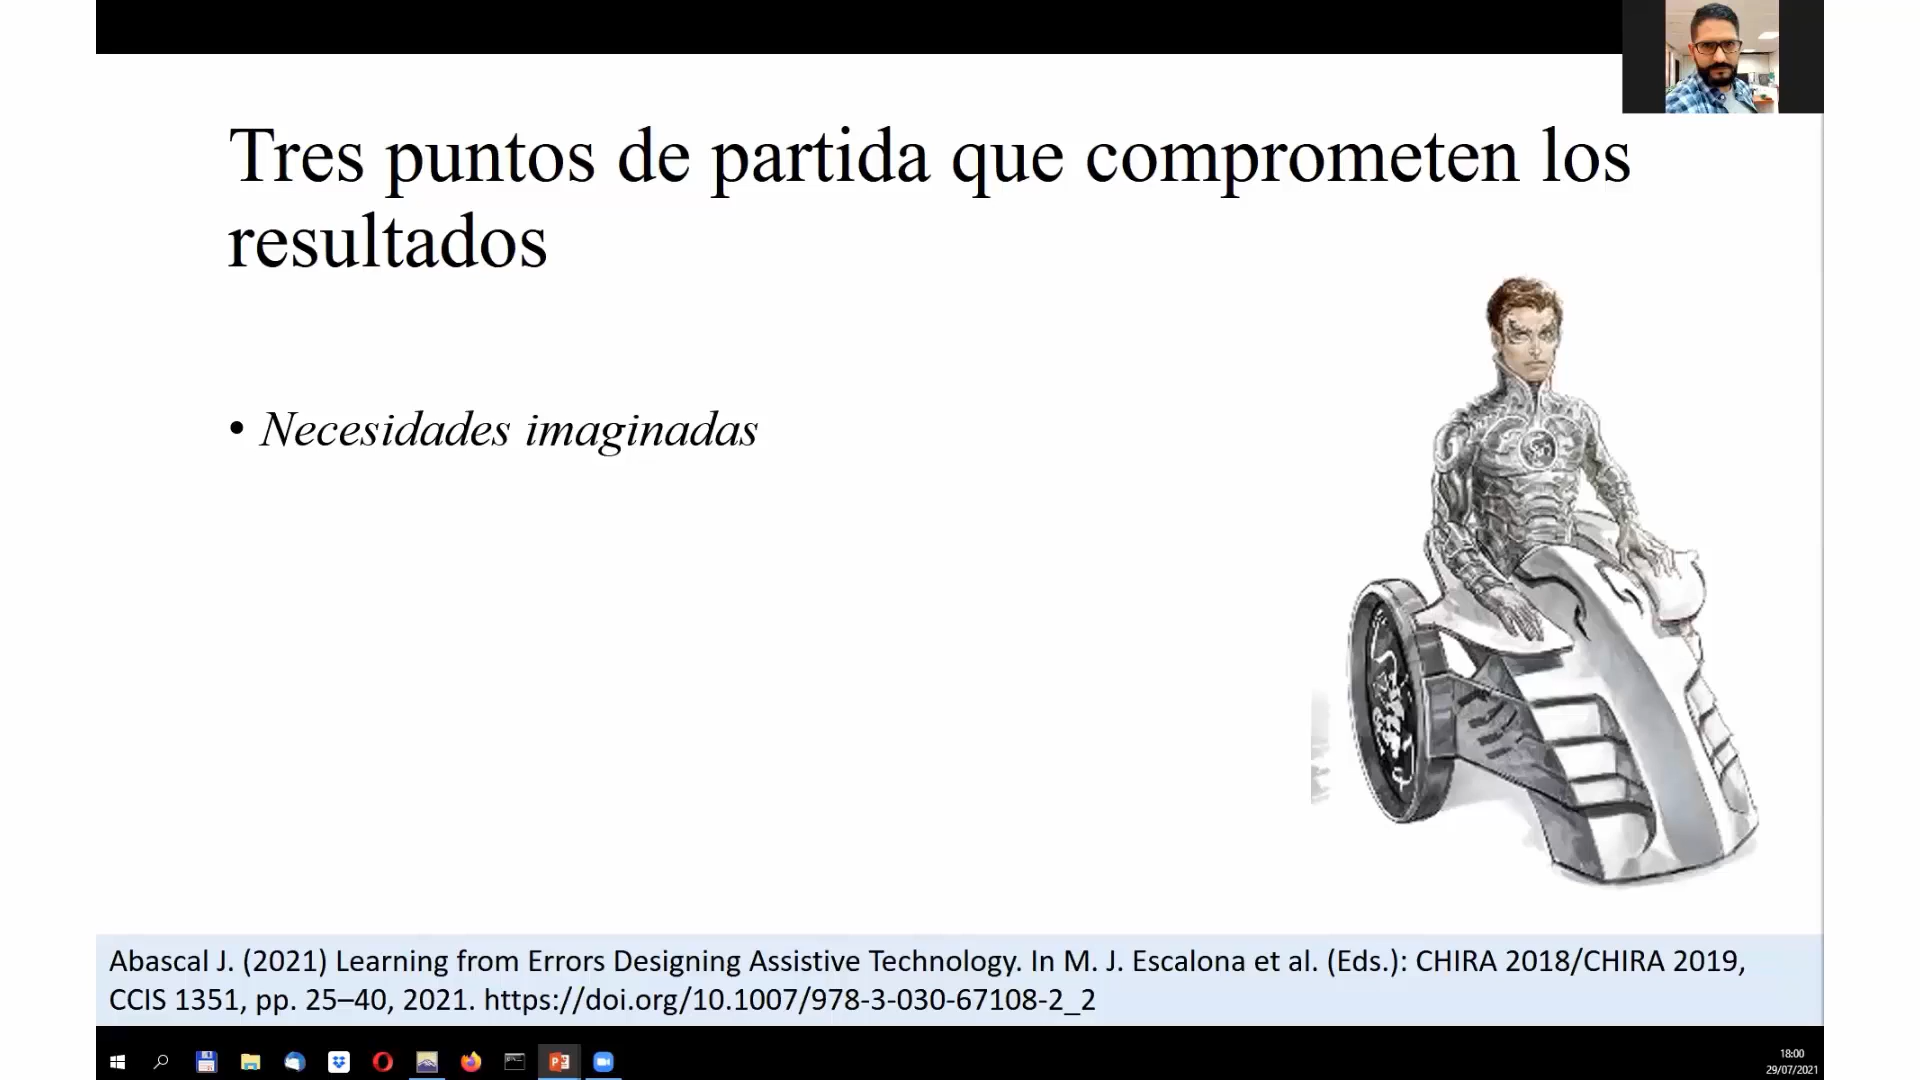 Tres puntos de partida que comprometen los
resultados
• Necesidades imaginadas
Abascal J. (2021) Learning from Errors Designing Assistive Technology. In M. J. Escalona et al. (Eds.): CHIRA 2018/CHIRA 2019,
CCIS 1351, pp. 25–40, 2021. https://doi.org/10.1007/978-3-030-67108-2_2
18:00
29/07/2021